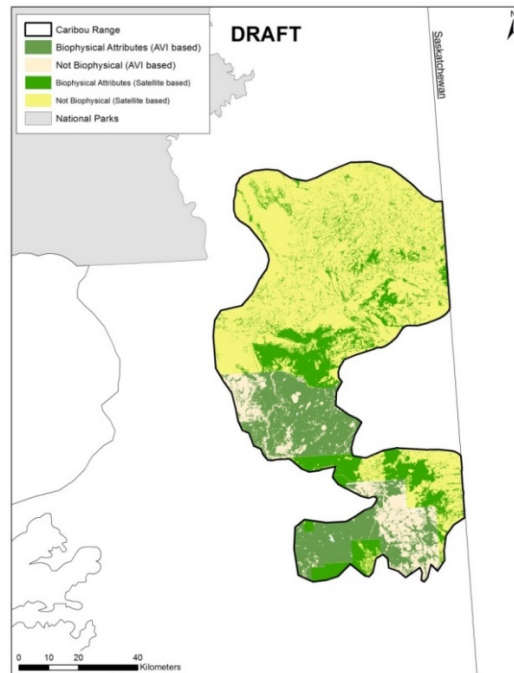 Caribou Range
Biophysical Attributes (AVI based)
Not Biophysical (AVI based)
Biophysical Attributes (Satellite based)
Not Biophysical (Satellite based)
National Parks
DRAFT
N
Saskatchewan
0 10 20 40
Kilometers